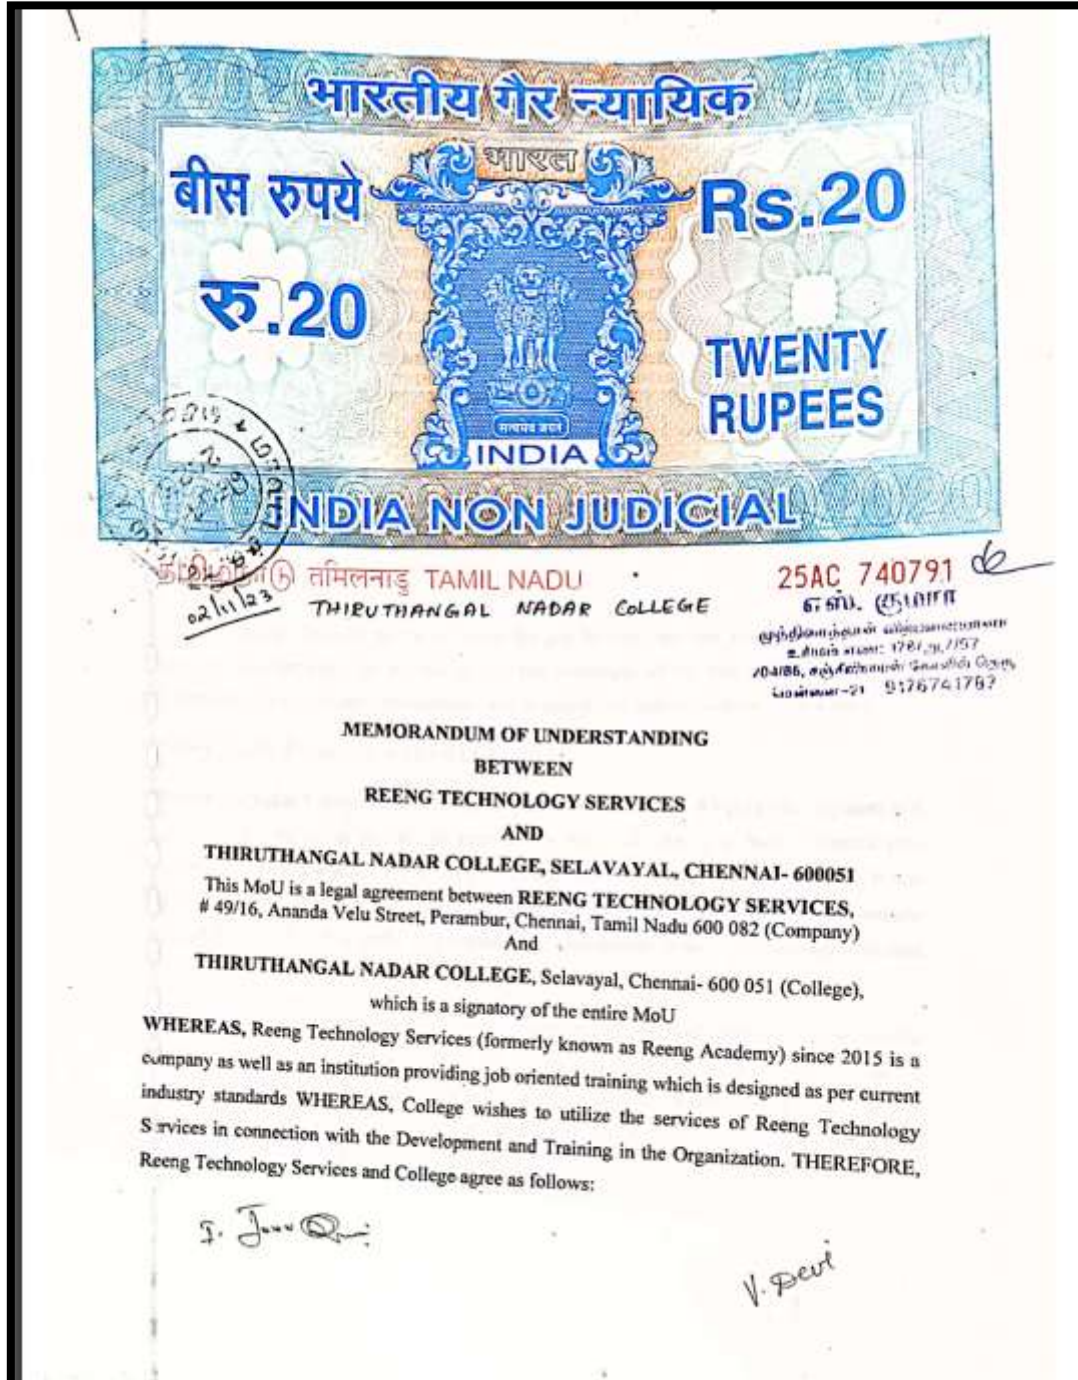 भारतीय गैर न्यायिक
भारत
बीस रुपये
Rs.20
रु.20
TWENTY
RUPEES
सत्यमेव जयते
INDIA
INDIA NON JUDICIAL
தமிழ்நாடு तमिलनाडु TAMIL NADU
25AC 740791
02/11/23
THIRUTHANGAL NADAR COLLEGE
எஸ். குமார்
9176741787
MEMORANDUM OF UNDERSTANDING
BETWEEN
REENG TECHNOLOGY SERVICES
AND
THIRUTHANGAL NADAR COLLEGE, SELAVAYAL, CHENNAI- 600051
This MoU is a legal agreement between REENG TECHNOLOGY SERVICES,
# 49/16, Ananda Velu Street, Perambur, Chennai, Tamil Nadu 600 082 (Company)
And
THIRUTHANGAL NADAR COLLEGE, Selavayal, Chennai- 600 051 (College),
which is a signatory of the entire MoU
WHEREAS, Reeng Technology Services (formerly known as Reeng Academy) since 2015 is a
company as well as an institution providing job oriented training which is designed as per current
industry standards WHEREAS, College wishes to utilize the services of Reeng Technology
Services in connection with the Development and Training in the Organization. THEREFORE,
Reeng Technology Services and College agree as follows:
V. Devi